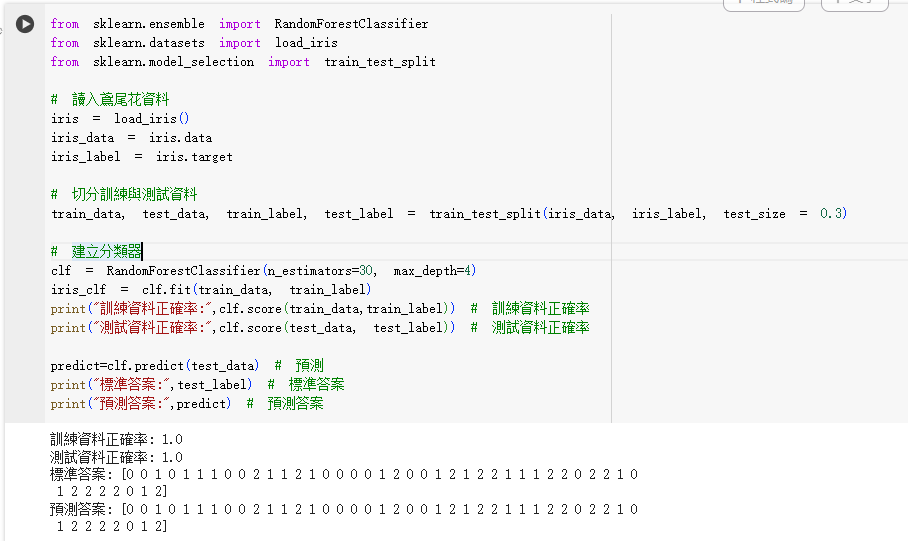 from sklearn.ensemble import RandomForestClassifier
from sklearn.datasets import load_iris
from sklearn.model_selection import train_test_split
# 讀入鳶尾花資料
iris = load_iris()
iris_data = iris.data
iris_label = iris.target
# 切分訓練與測試資料
train_data, test_data, train_label, test_label = train_test_split(iris_data, iris_label, test_size = 0.3)
# 建立分類器
clf = RandomForestClassifier(n_estimators=30, max_depth=4)
iris_clf = clf.fit(train_data, train_label)
print("訓練資料正確率:",clf.score(train_data,train_label)) # 訓練資料正確率
print("測試資料正確率:",clf.score(test_data, test_label)) # 測試資料正確率
predict=clf.predict(test_data) # 預測
print("標準答案:",test_label) # 標準答案
print("預測答案:",predict) # 預測答案
訓練資料正確率: 1.0
測試資料正確率: 1.0
標準答案: [0 0 1 0 1 1 1 0 0 2 1 1 2 1 0 0 0 0 1 2 0 0 1 2 1 2 2 1 1 1 2 2 0 2 2 1 0
1 2 2 2 2 0 1 2]
預測答案: [0 0 1 0 1 1 1 0 0 2 1 1 2 1 0 0 0 0 1 2 0 0 1 2 1 2 2 1 1 1 2 2 0 2 2 1 0
1 2 2 2 2 0 1 2]